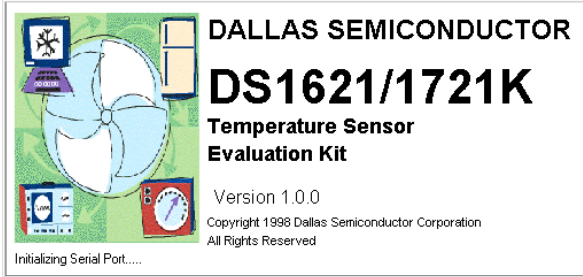 DALLAS SEMICONDUCTOR
DS1621/1721K
Temperature Sensor
Evaluation Kit
Version 1.0.0
Copyright 1998 Dallas Semiconductor Corporation
All Rights Reserved
Initializing Serial Port.....